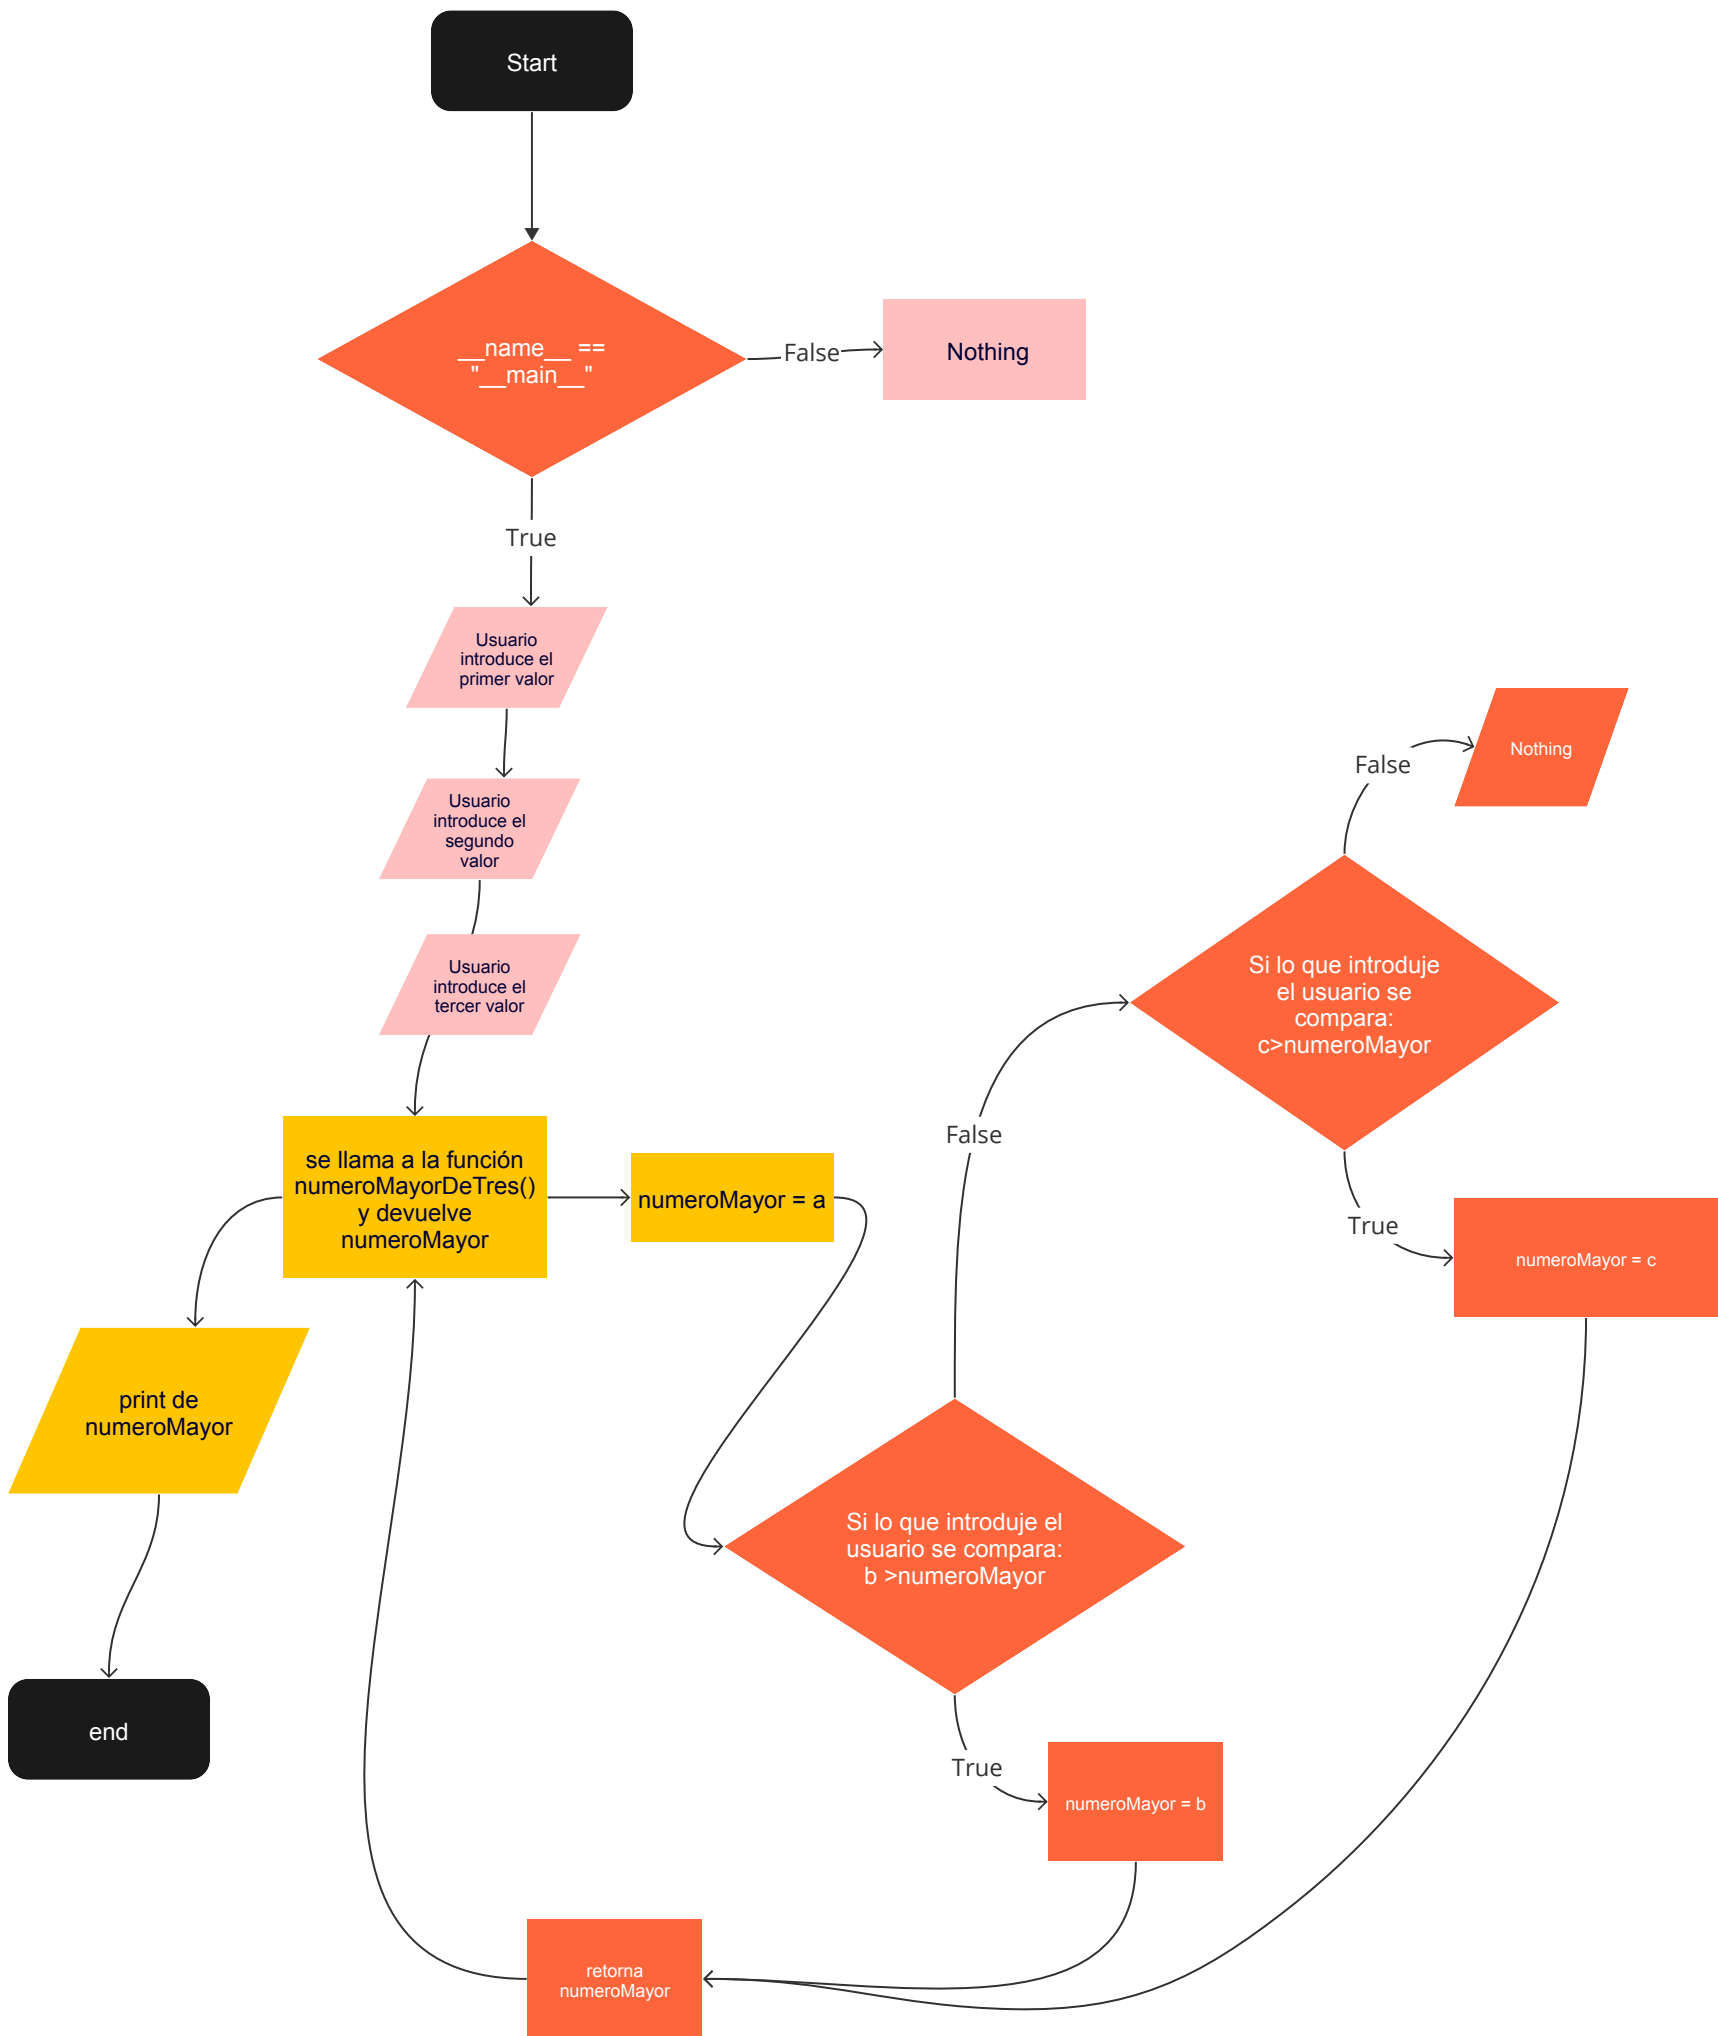 Start
__name__ ==
"__main__"
False
Nothing
True
Usuario
introduce el
primer valor
Usuario
introduce el
segundo
valor
Usuario
introduce el
tercer valor
se llama a la función
numeroMayorDeTres()
y devuelve
numeroMayor
numeroMayor = a
print de
numeroMayor
end
Si lo que introduje el
usuario se compara:
b >numeroMayor
False
True
numeroMayor = b
Si lo que introduje
el usuario se
compara:
c>numeroMayor
False
Nothing
True
numeroMayor = c
retorna
numeroMayor